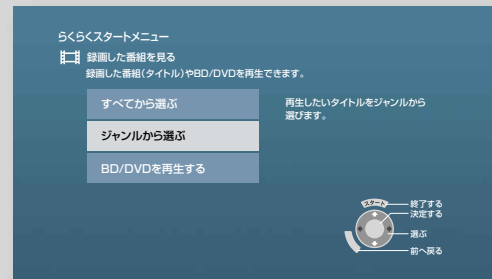 らくらくスタートメニュー
録画した番組を見る
録画した番組(タイトル)やBD/DVDを再生できます。
すべてから選ぶ
再生したいタイトルをジャンルから
選びます。
ジャンルから選ぶ
BD/DVDを再生する
スタート
終了する
決定する
選ぶ
前へ戻る